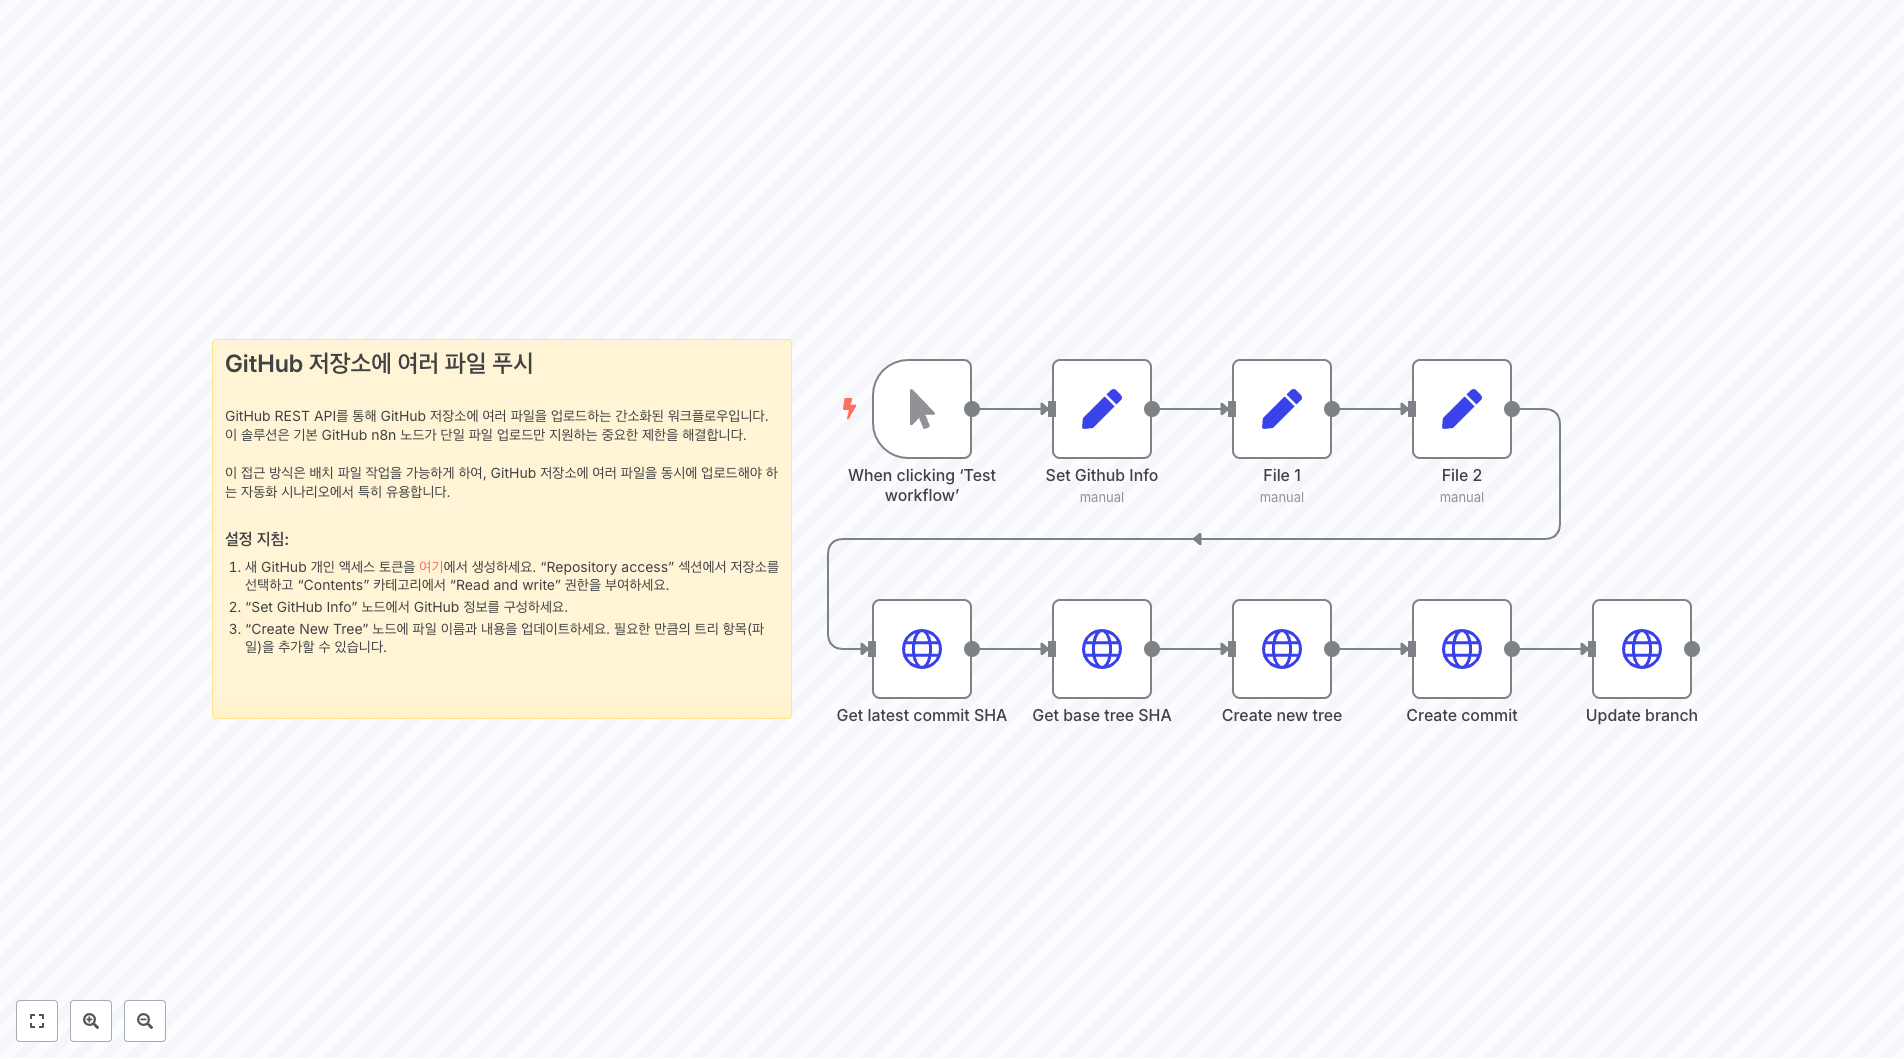 GitHub 저장소에 여러 파일 푸시
GitHub REST API를 통해 GitHub 저장소에 여러 파일을 업로드하는 간소화된 워크플로우입니다.
이 솔루션은 기본 GitHub n8n 노드가 단일 파일 업로드만 지원하는 중요한 제한을 해결합니다.
이 접근 방식은 배치 파일 작업을 가능하게 하여, GitHub 저장소에 여러 파일을 동시에 업로드해야 하
는 자동화 시나리오에서 특히 유용합니다.
설정 지침:
1. 새 GitHub 개인 액세스 토큰을 여기에서 생성하세요. “Repository access” 섹션에서 저장소를
선택하고 “Contents” 카테고리에서 “Read and write” 권한을 부여하세요.
2. “Set GitHub Info” 노드에서 GitHub 정보를 구성하세요.
3. “Create New Tree” 노드에 파일 이름과 내용을 업데이트하세요. 필요한 만큼의 트리 항목(파
일)을 추가할 수 있습니다.
When clicking ‘Test
workflow’
Set Github Info
manual
File 1
manual
File 2
manual
Get latest commit SHA
Get base tree SHA
Create new tree
Create commit
Update branch